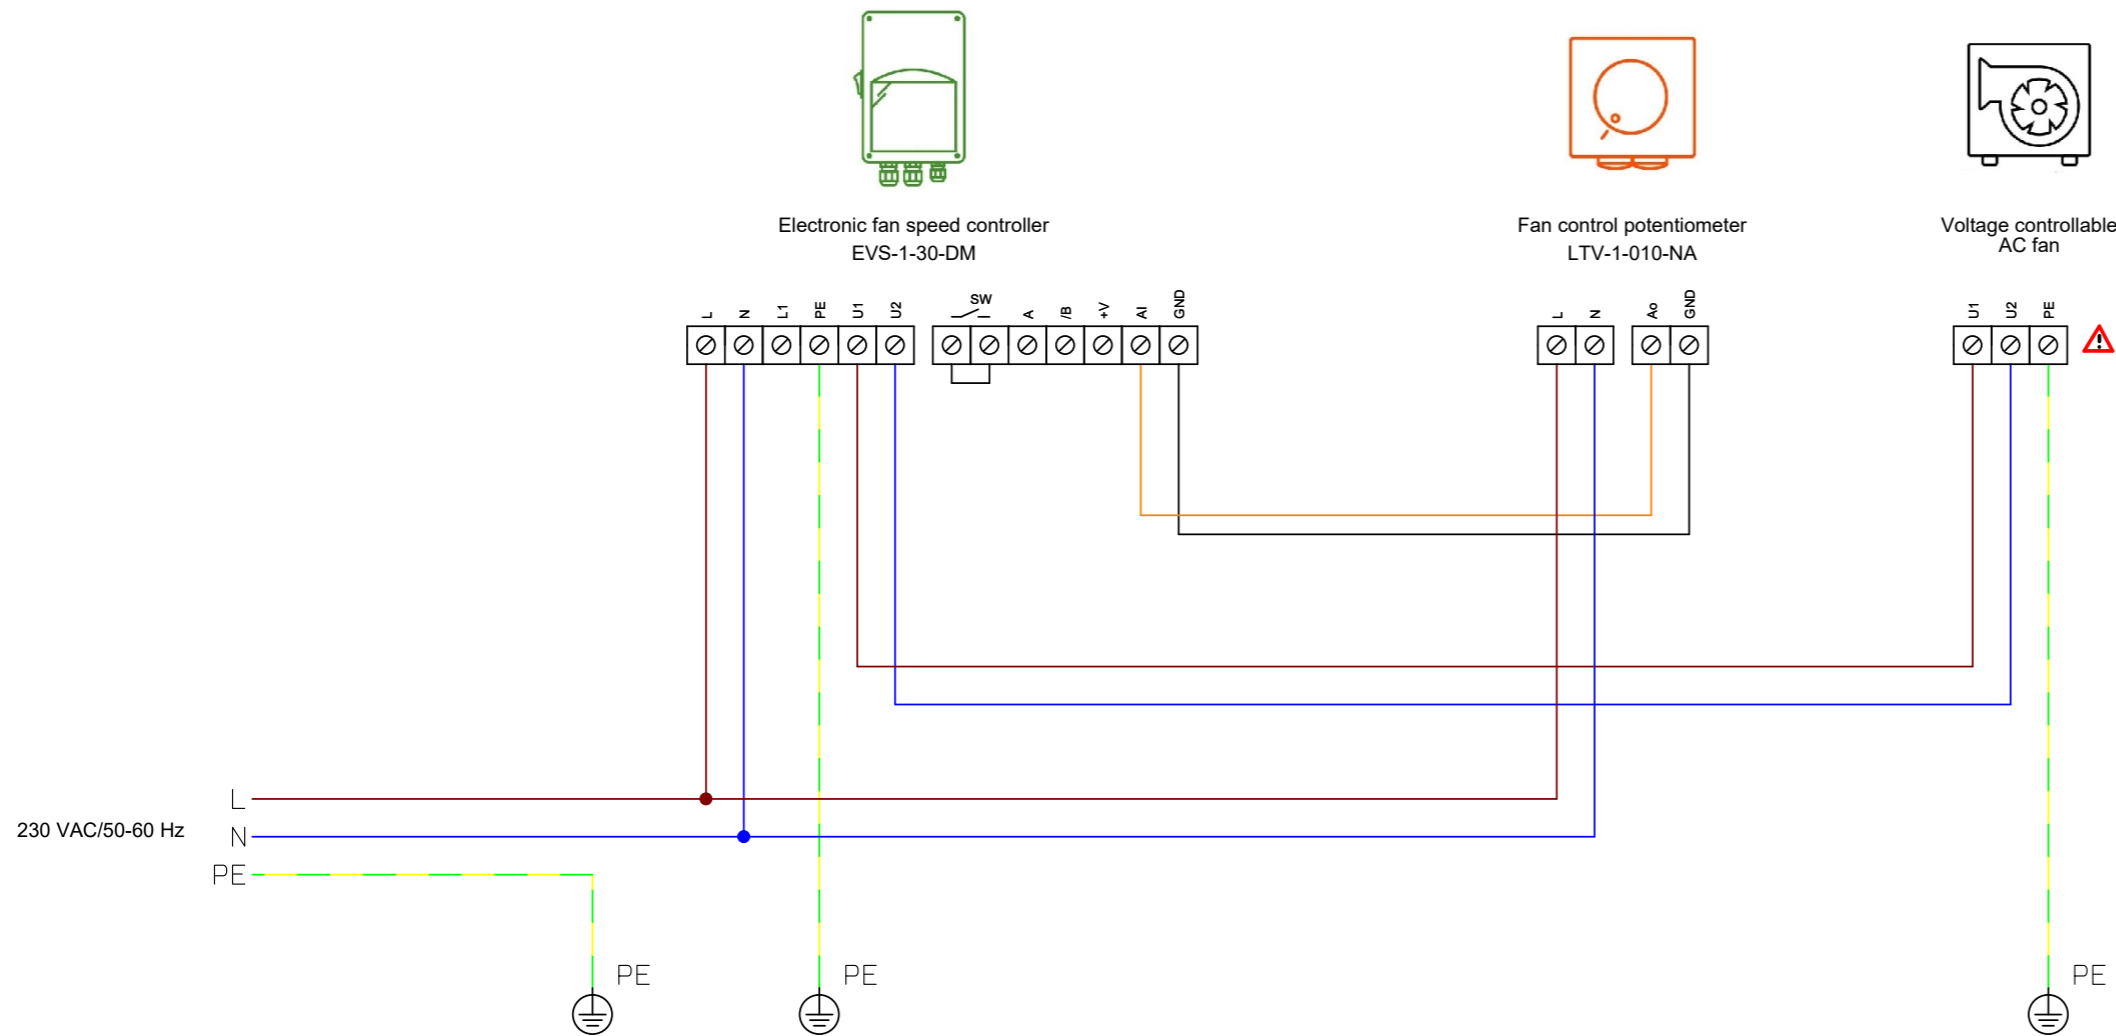 Electronic fan speed controller
EVS-1-30-DM
Fan control potentiometer
LTV-1-010-NA
Voltage controllable
AC fan
L
N
L1
PE
U1
U2
SW
A
/B
+V
AI
GND
L
N
Ao
GND
U1
U2
PE
L
230 VAC/50-60 Hz
N
PE
PE
PE
PE